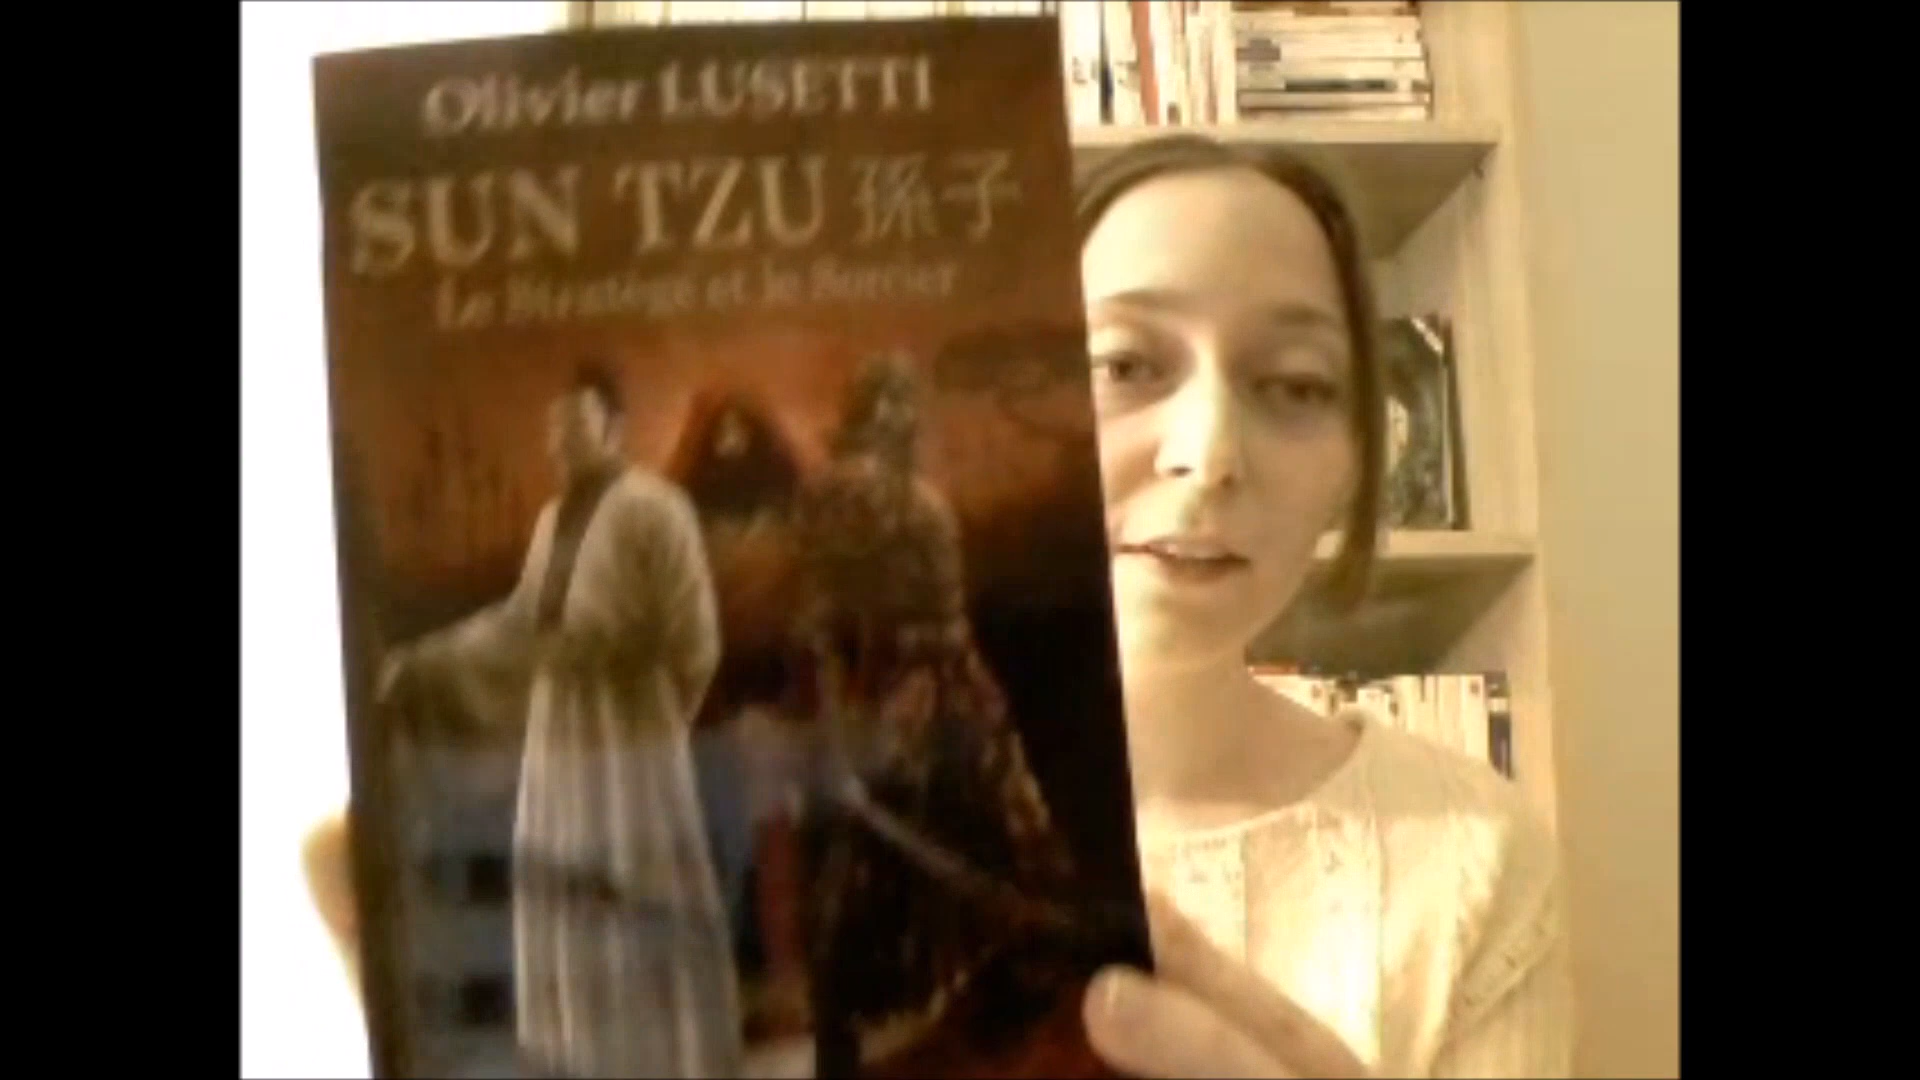 Olivier LUSETTI
SUN TZU 孫子
Le Stratège et le Sorcier